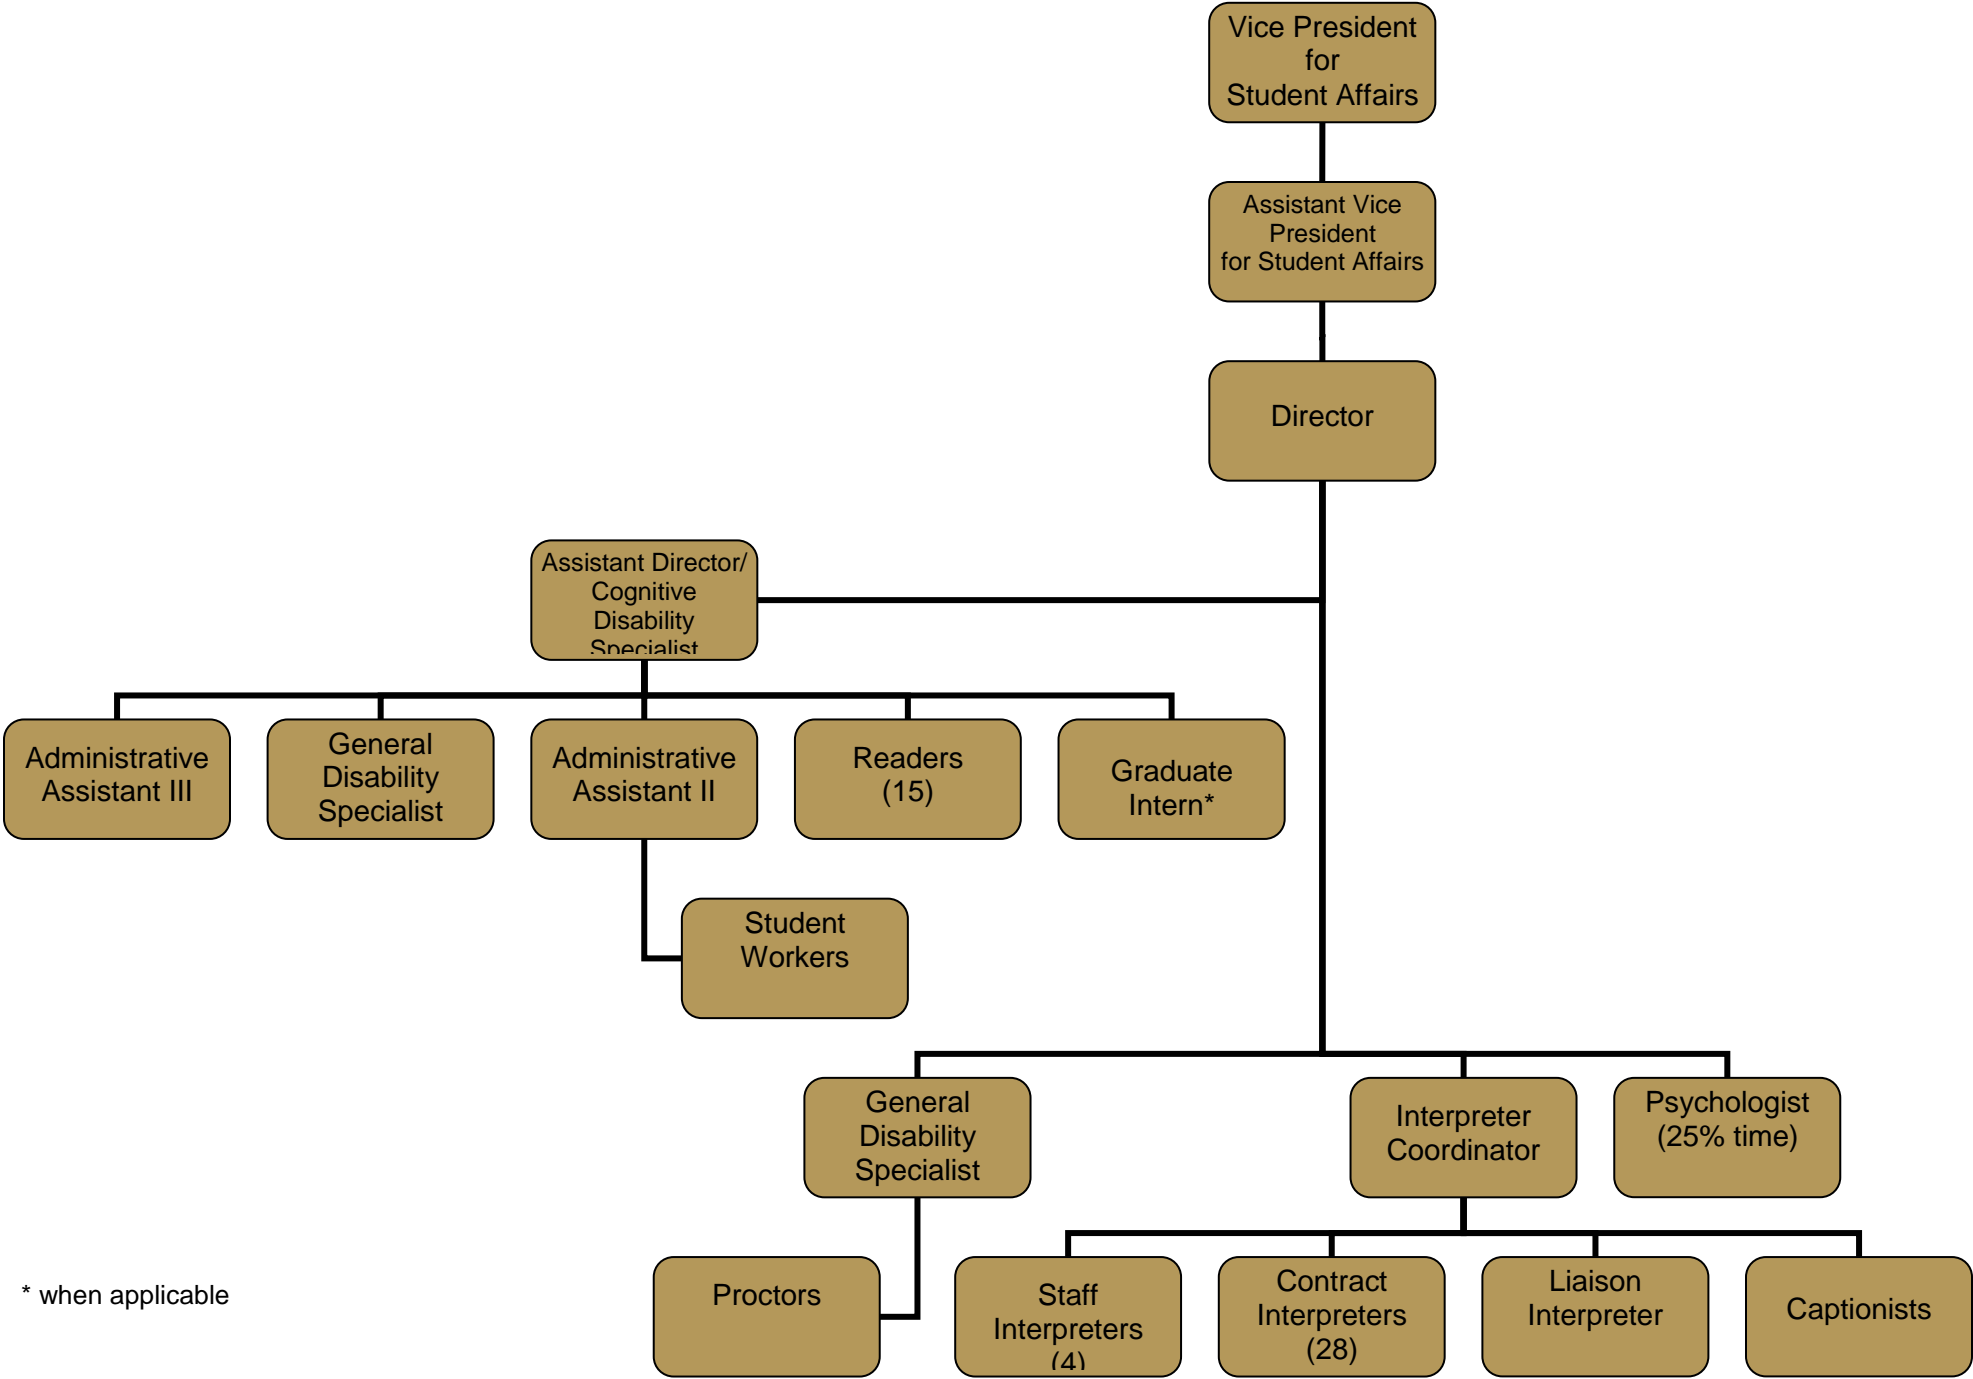 Vice President
for
Student Affairs
Assistant Vice
President
for Student Affairs
Director
Assistant Director/
Cognitive
Disability
Specialist
Administrative
Assistant III
General
Disability
Specialist
Administrative
Assistant II
Readers
(15)
Graduate
Intern*
Student
Workers
General
Disability
Specialist
Interpreter
Coordinator
Psychologist
(25% time)
Proctors
Staff
Interpreters
(4)
Contract
Interpreters
(28)
Liaison
Interpreter
Captionists
* when applicable